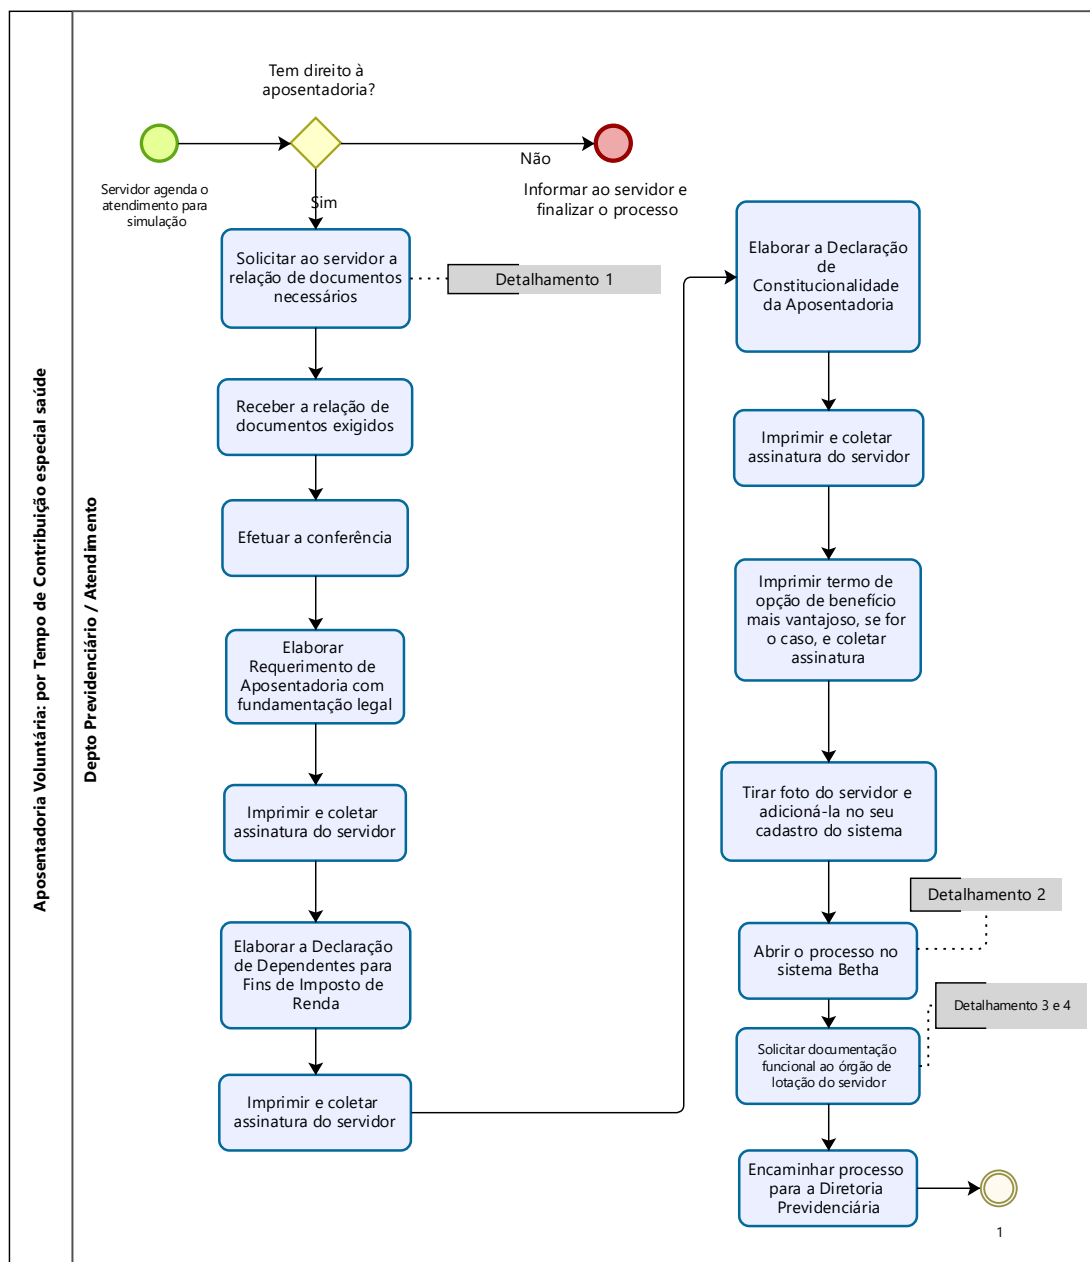 Aposentadoria Voluntária: por Tempo de Contribuição especial saúde
Depto Previdenciário / Atendimento
Tem direito à
aposentadoria?
Servidor agenda o
atendimento para
simulação
Não
Informar ao servidor e
finalizar o processo
Sim
Solicitar ao servidor a
relação de documentos
necessários
Detalhamento 1
Receber a relação de
documentos exigidos
Efetuar a conferência
Elaborar
Requerimento de
Aposentadoria com
fundamentação legal
Imprimir e coletar
assinatura do servidor
Elaborar a Declaração
de Dependentes para
Fins de Imposto de
Renda
Imprimir e coletar
assinatura do servidor
Elaborar a Declaração
de
Constitucionalidade
da Aposentadoria
Imprimir e coletar
assinatura do servidor
Imprimir termo de
opção de benefício
mais vantajoso, se for
o caso, e coletar
assinatura
Tirar foto do servidor e
adicioná-la no seu
cadastro do sistema
Detalhamento 2
Abrir o processo no
sistema Betha
Detalhamento 3 e 4
Solicitar documentação
funcional ao órgão de
lotação do servidor
Encaminhar processo
para a Diretoria
Previdenciária
1